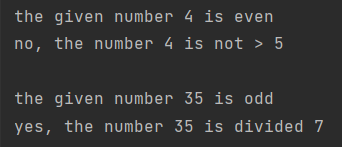 the given number 4 is even
no, the number 4 is not > 5
the given number 35 is odd
yes, the number 35 is divided 7